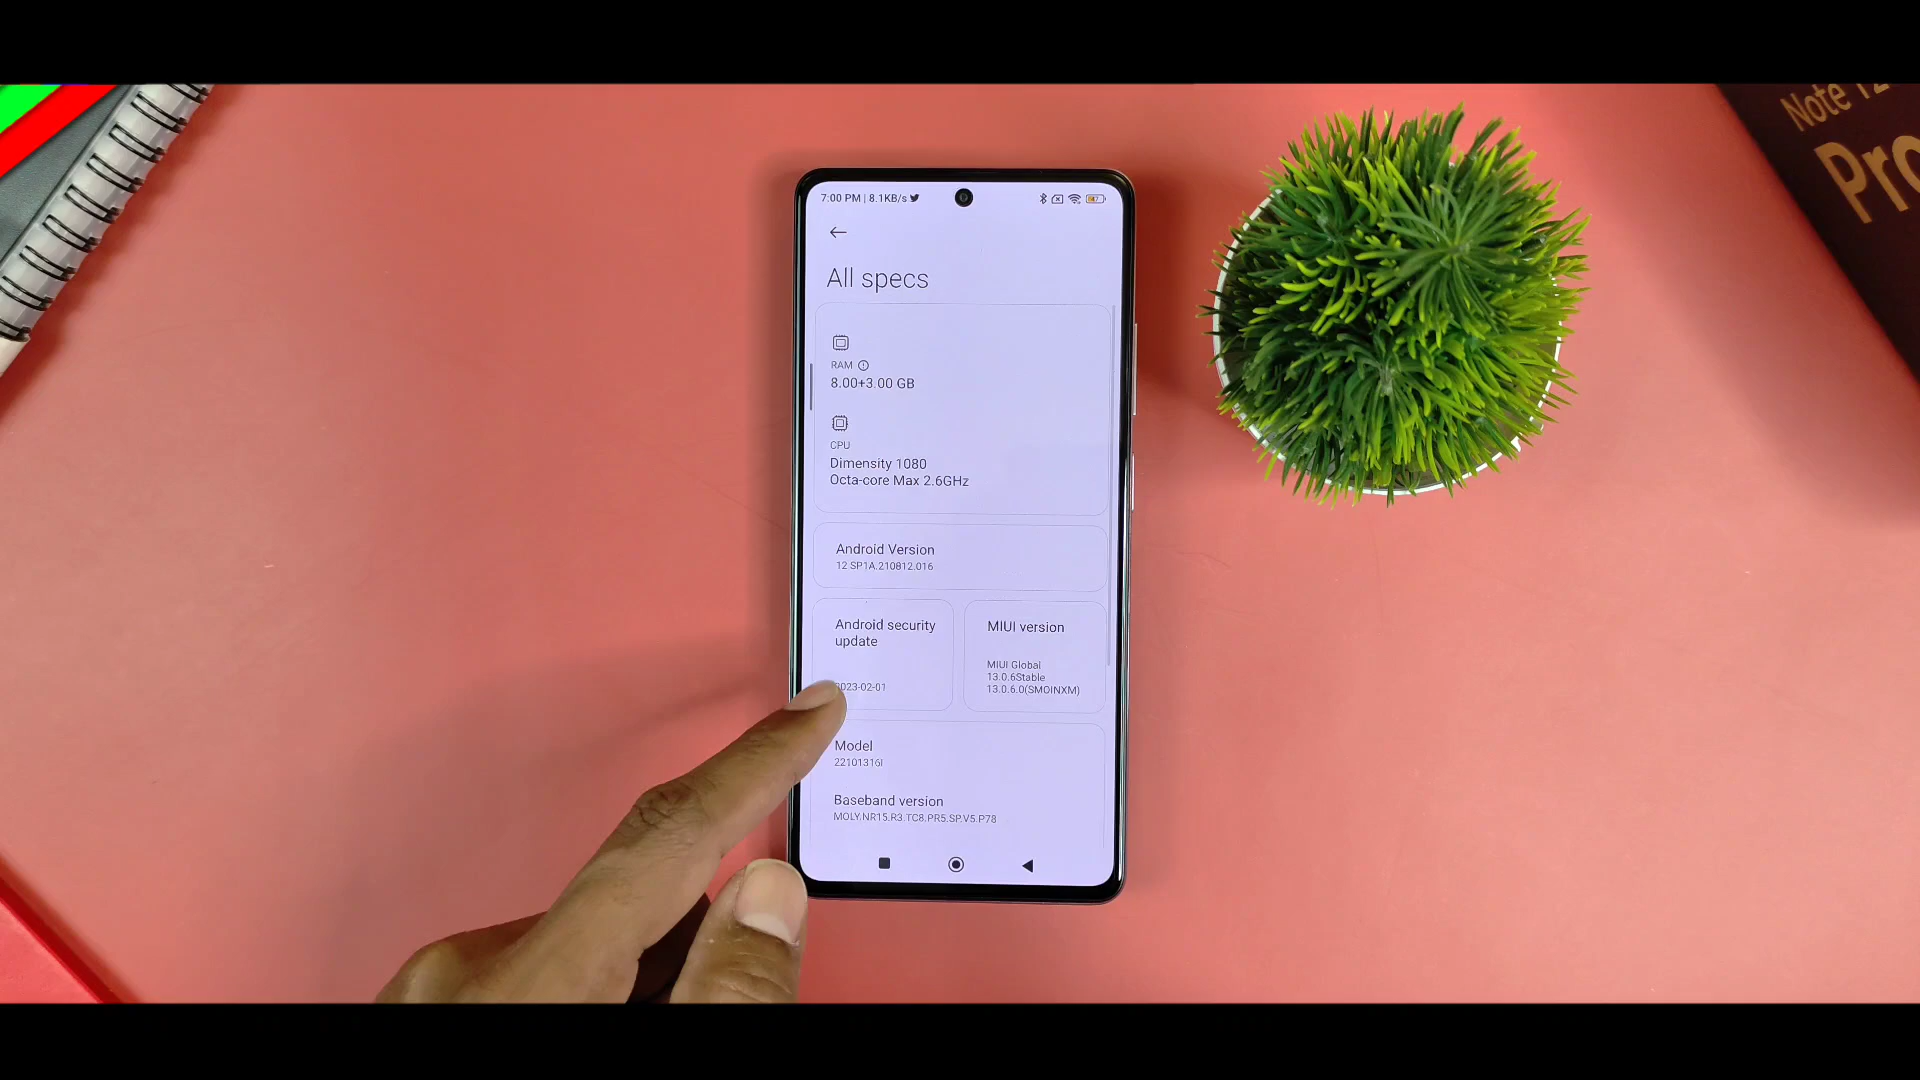 Note 12
Pro
7:00 PM | 8.1KB/s
All specs
RAM
8.00+3.00 GB
CPU
Dimensity 1080
Octa-core Max 2.6GHz
Android Version
12 SP1A.210812.016
Android security
update
2023-02-01
MIUI version
MIUI Global
13.0.6Stable
13.0.6.0(SMOINXM)
Model
22101316I
Baseband version
MOLY.NR15.R3.TC8.PR5.SP.V5.P78